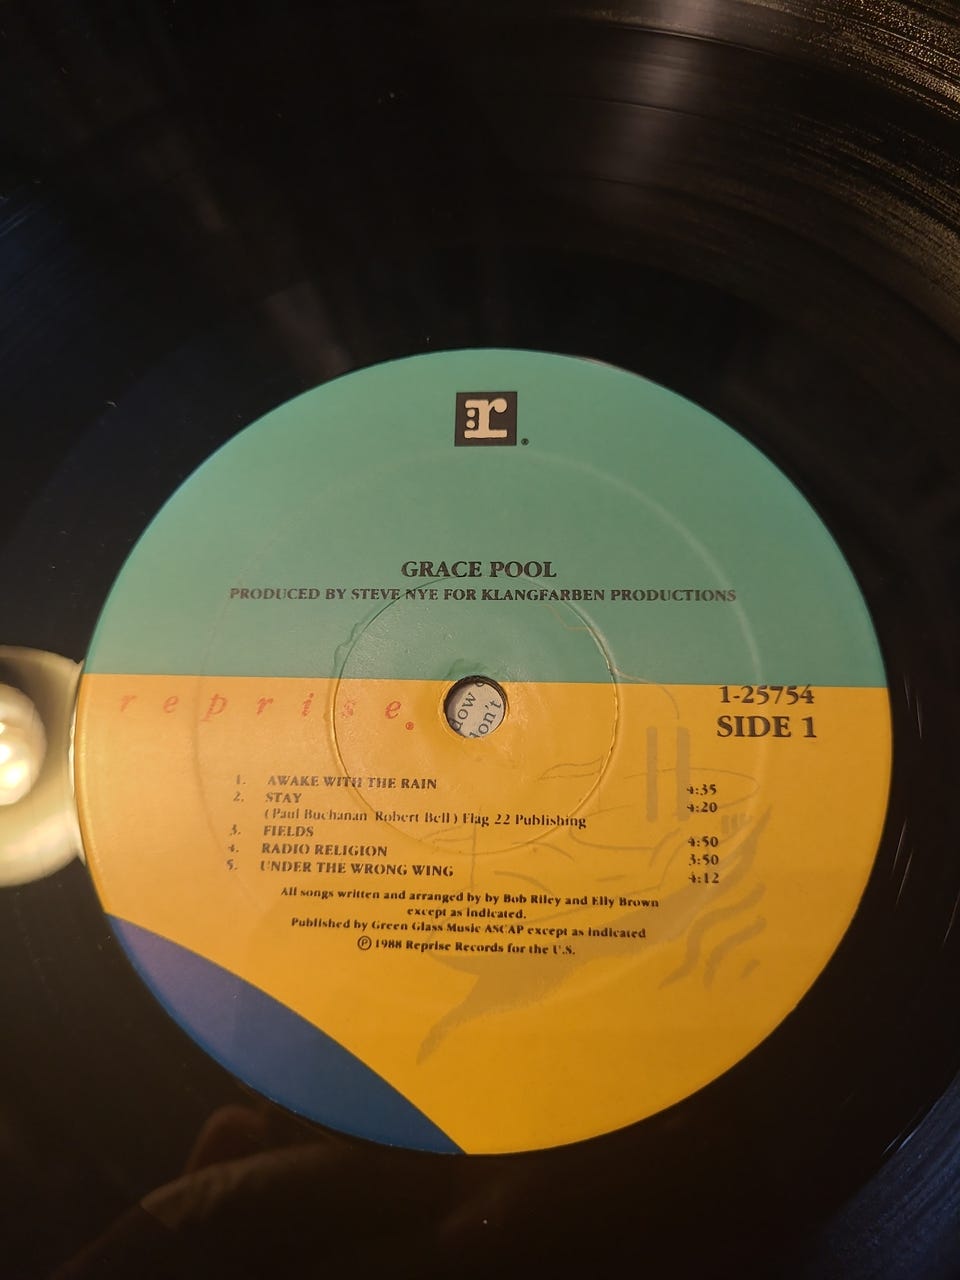 r®
GRACE POOL
PRODUCED BY STEVE NYE FOR KLANGFARBEN PRODUCTIONS
reprise®
1-25754
SIDE 1
dow
don't
1. AWAKE WITH THE RAIN 4:35
2. STAY 4:20
(Paul Buchanan Robert Bell) Flag 22 Publishing
3. FIELDS 4:50
4. RADIO RELIGION 3:50
5. UNDER THE WRONG WING 4:12
All songs written and arranged by by Bob Riley and Elly Brown
except as indicated.
Published by Green Glass Music ASCAP except as indicated
℗ 1988 Reprise Records for the U.S.